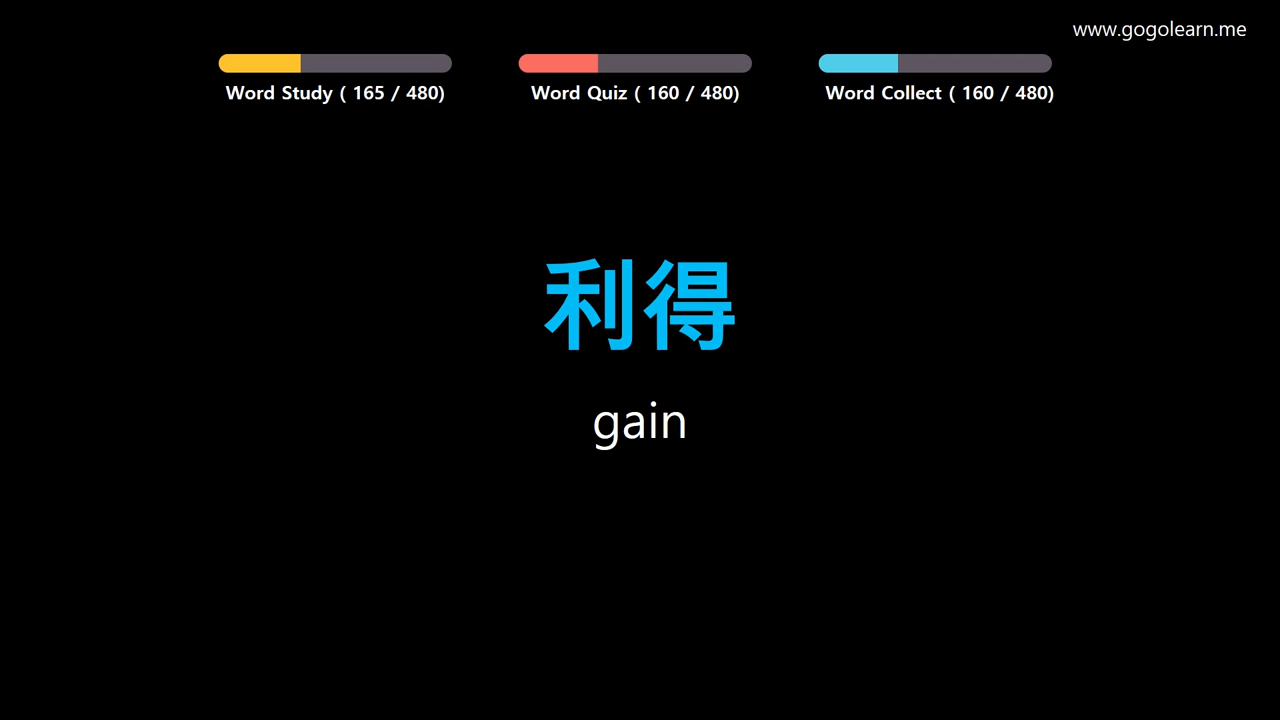 www.gogolearn.me
Word Study ( 165 / 480)
Word Quiz ( 160 / 480)
Word Collect ( 160 / 480)
利得
gain